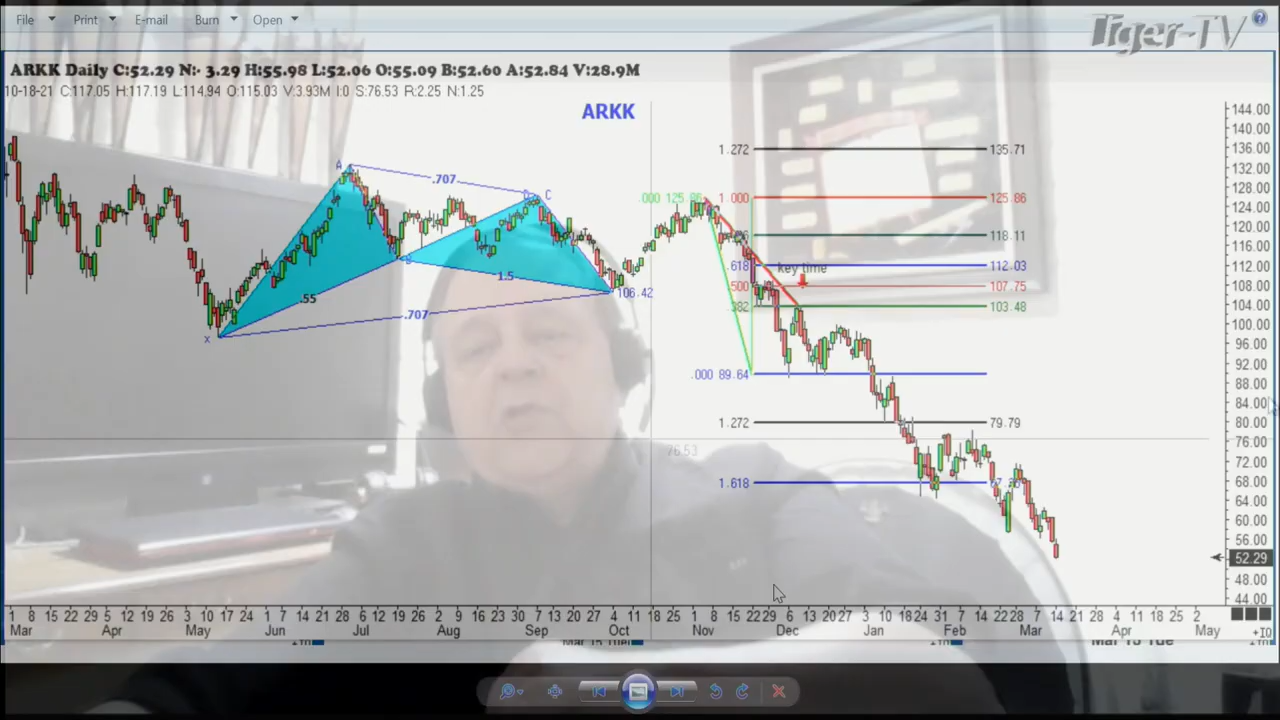 File Print E-mail Burn Open
Tiger-TV
ARKK Daily C:52.29 N:- 3.29 H:55.98 L:52.06 O:55.09 B:52.60 A:52.84 V:28.9M
10-18-21 C:117.05 H:117.19 L:114.94 O:115.03 V:3.93M I:0 S:76.53 R:2.25 N:1.25
ARKK
144.00
140.00
1.272 135.71 136.00
132.00
A .707 C 128.00
.000 1.000 125.86
124.00
120.00
118.11
116.00
.618 key time 112.03 112.00
1.5
.500 107.75 108.00
.55 106.42
.382 103.48 104.00
.707
100.00
X
96.00
92.00
.000 89.64
88.00
84.00
1.272 79.79 80.00
76.00
76.53
72.00
68.00
1.618
64.00
60.00
56.00
52.29
48.00
44.00
1 8 15 22 29 5 12 19 26 3 10 17 24 1 7 14 21 28 6 12 19 26 2 9 16 23 30 7 13 20 27 4 11 18 25 1 8 15 22 29 6 13 20 27 3 10 18 24 31 7 14 22 28 7 14 21 28 4 11 18 25 2
Mar Apr May Jun Jul Aug Sep Oct Nov Dec Jan Feb Mar Apr May